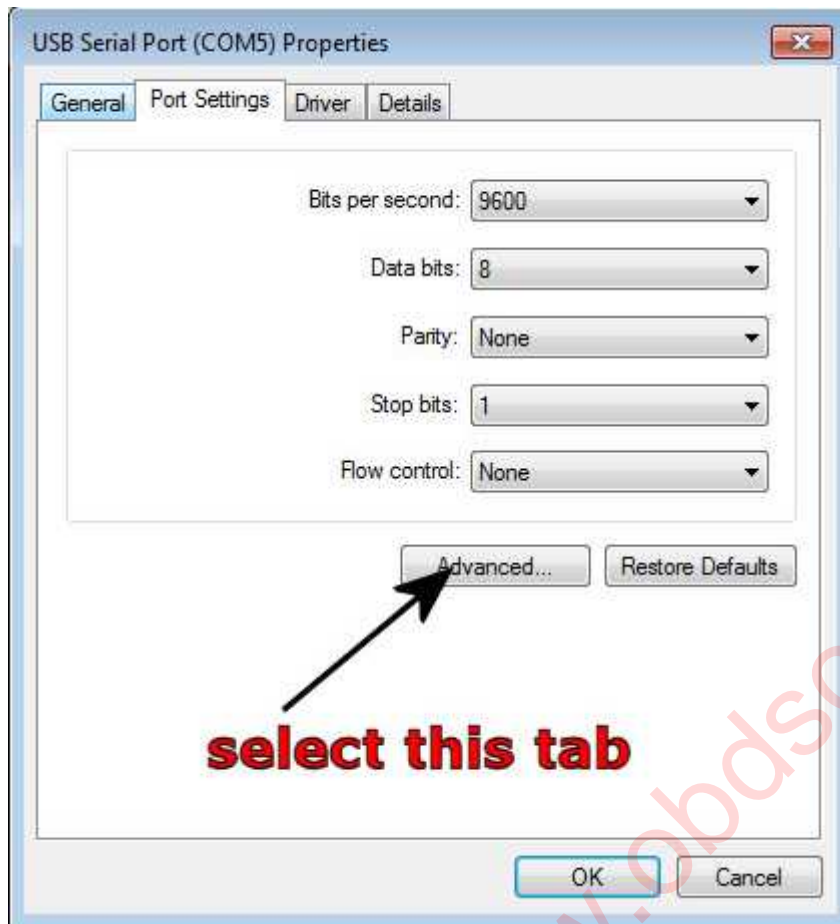 USB Serial Port (COM5) Properties
General Port Settings Driver Details
Bits per second: 9600
Data bits: 8
Parity: None
Stop bits: 1
Flow control: None
Advanced... Restore Defaults
select this tab
OK Cancel